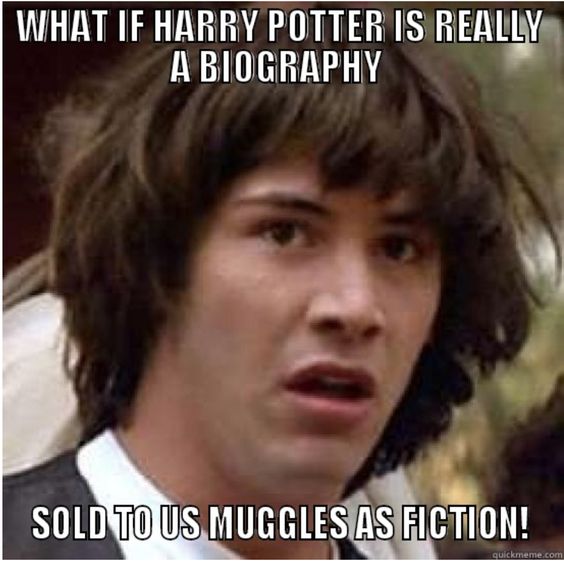 WHAT IF HARRY POTTER IS REALLY
A BIOGRAPHY
SOLD TO US MUGGLES AS FICTION!
quickmeme.com